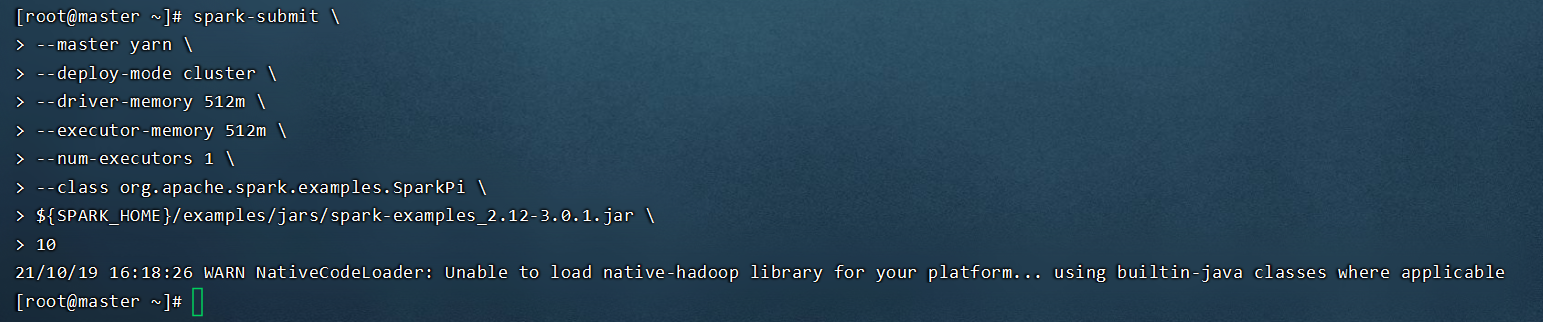 [root@master ~]# spark-submit \
> --master yarn \
> --deploy-mode cluster \
> --driver-memory 512m \
> --executor-memory 512m \
> --num-executors 1 \
> --class org.apache.spark.examples.SparkPi \
> ${SPARK_HOME}/examples/jars/spark-examples_2.12-3.0.1.jar \
> 10
21/10/19 16:18:26 WARN NativeCodeLoader: Unable to load native-hadoop library for your platform... using builtin-java classes where applicable
[root@master ~]#